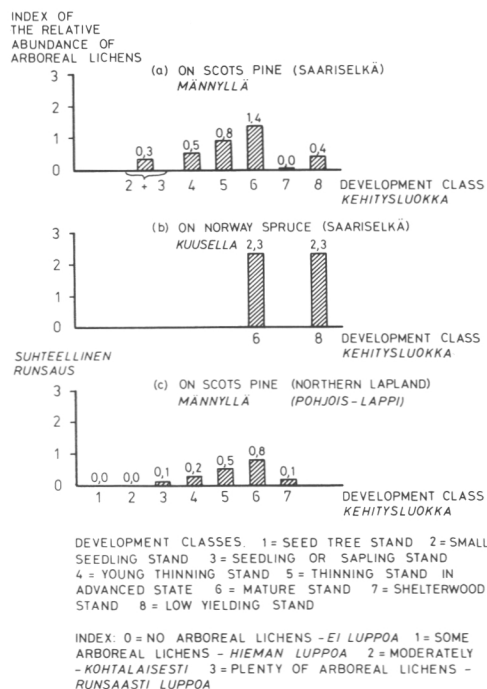 INDEX OF
THE RELATIVE
ABUNDANCE OF
ARBOREAL LICHENS
(a) ON SCOTS PINE (SAARISELKÄ)
MÄNNYLLÄ
3
2
1
0
0,3
0,5
0,8
1,4
0,0
0,4
2 + 3 4 5 6 7 8 DEVELOPMENT CLASS
KEHITYSLUOKKA
(b) ON NORWAY SPRUCE (SAARISELKÄ)
KUUSELLA
3
2
1
0
2,3 2,3
6 8 DEVELOPMENT CLASS
KEHITYSLUOKKA
SUHTEELLINEN
RUNSAUS
(c) ON SCOTS PINE (NORTHERN LAPLAND)
MÄNNYLLÄ (POHJOIS-LAPPI)
3
2
1
0
0,0 0,0 0,1 0,2 0,5 0,8 0,1
1 2 3 4 5 6 7 DEVELOPMENT CLASS
KEHITYSLUOKKA
DEVELOPMENT CLASSES. 1 = SEED TREE STAND 2 = SMALL
SEEDLING STAND 3 = SEEDLING OR SAPLING STAND
4 = YOUNG THINNING STAND 5 = THINNING STAND IN
ADVANCED STATE 6 = MATURE STAND 7 = SHELTERWOOD
STAND 8 = LOW YIELDING STAND
INDEX: 0 = NO ARBOREAL LICHENS - EI LUPPOA 1 = SOME
ARBOREAL LICHENS - HIEMAN LUPPOA 2 = MODERATELY
- KOHTALAISESTI 3 = PLENTY OF ARBOREAL LICHENS -
RUNSAASTI LUPPOA